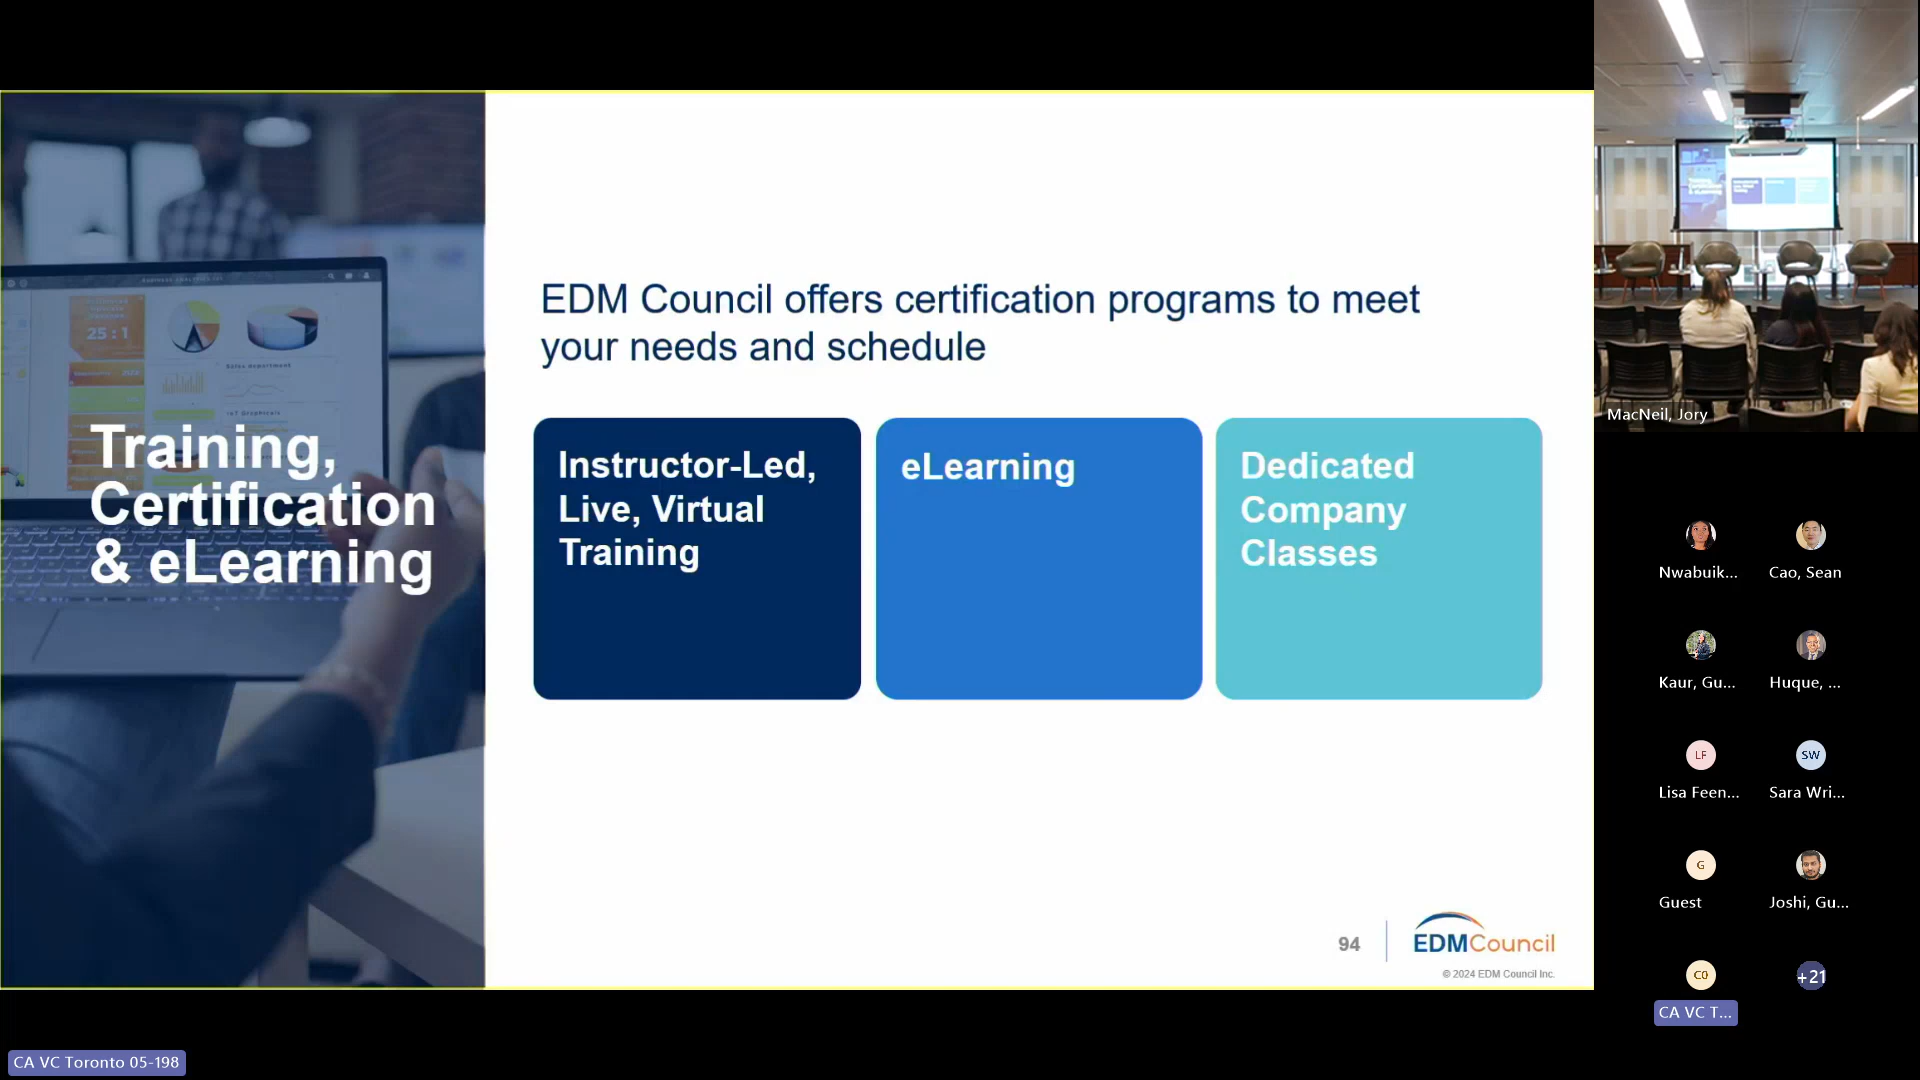 Training,
Certification
& eLearning
25 : 1
EDM Council offers certification programs to meet
your needs and schedule
Instructor-Led,
Live, Virtual
Training
eLearning
Dedicated
Company
Classes
94
EDMCouncil
© 2024 EDM Council Inc.
MacNeil, Jory
Nwabuik...
Cao, Sean
Kaur, Gu...
Huque, ...
LF
SW
Lisa Feen...
Sara Wri...
G
Guest
Joshi, Gu...
C0
+21
CA VC T...
CA VC Toronto 05-198